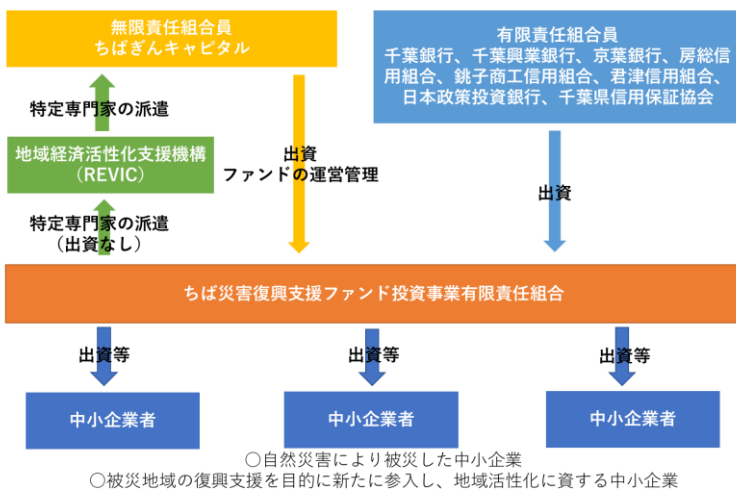 無限責任組合員
ちばぎんキャピタル
有限責任組合員
千葉銀行、千葉興業銀行、京葉銀行、房総信
用組合、銚子商工信用組合、君津信用組合、
日本政策投資銀行、千葉県信用保証協会
特定専門家の派遣
地域経済活性化支援機構
（REVIC）
特定専門家の派遣
（出資なし）
出資
ファンドの運営管理
出資
ちば災害復興支援ファンド投資事業有限責任組合
出資等
出資等
出資等
中小企業者
中小企業者
中小企業者
○自然災害により被災した中小企業
○被災地域の復興支援を目的に新たに参入し、地域活性化に資する中小企業